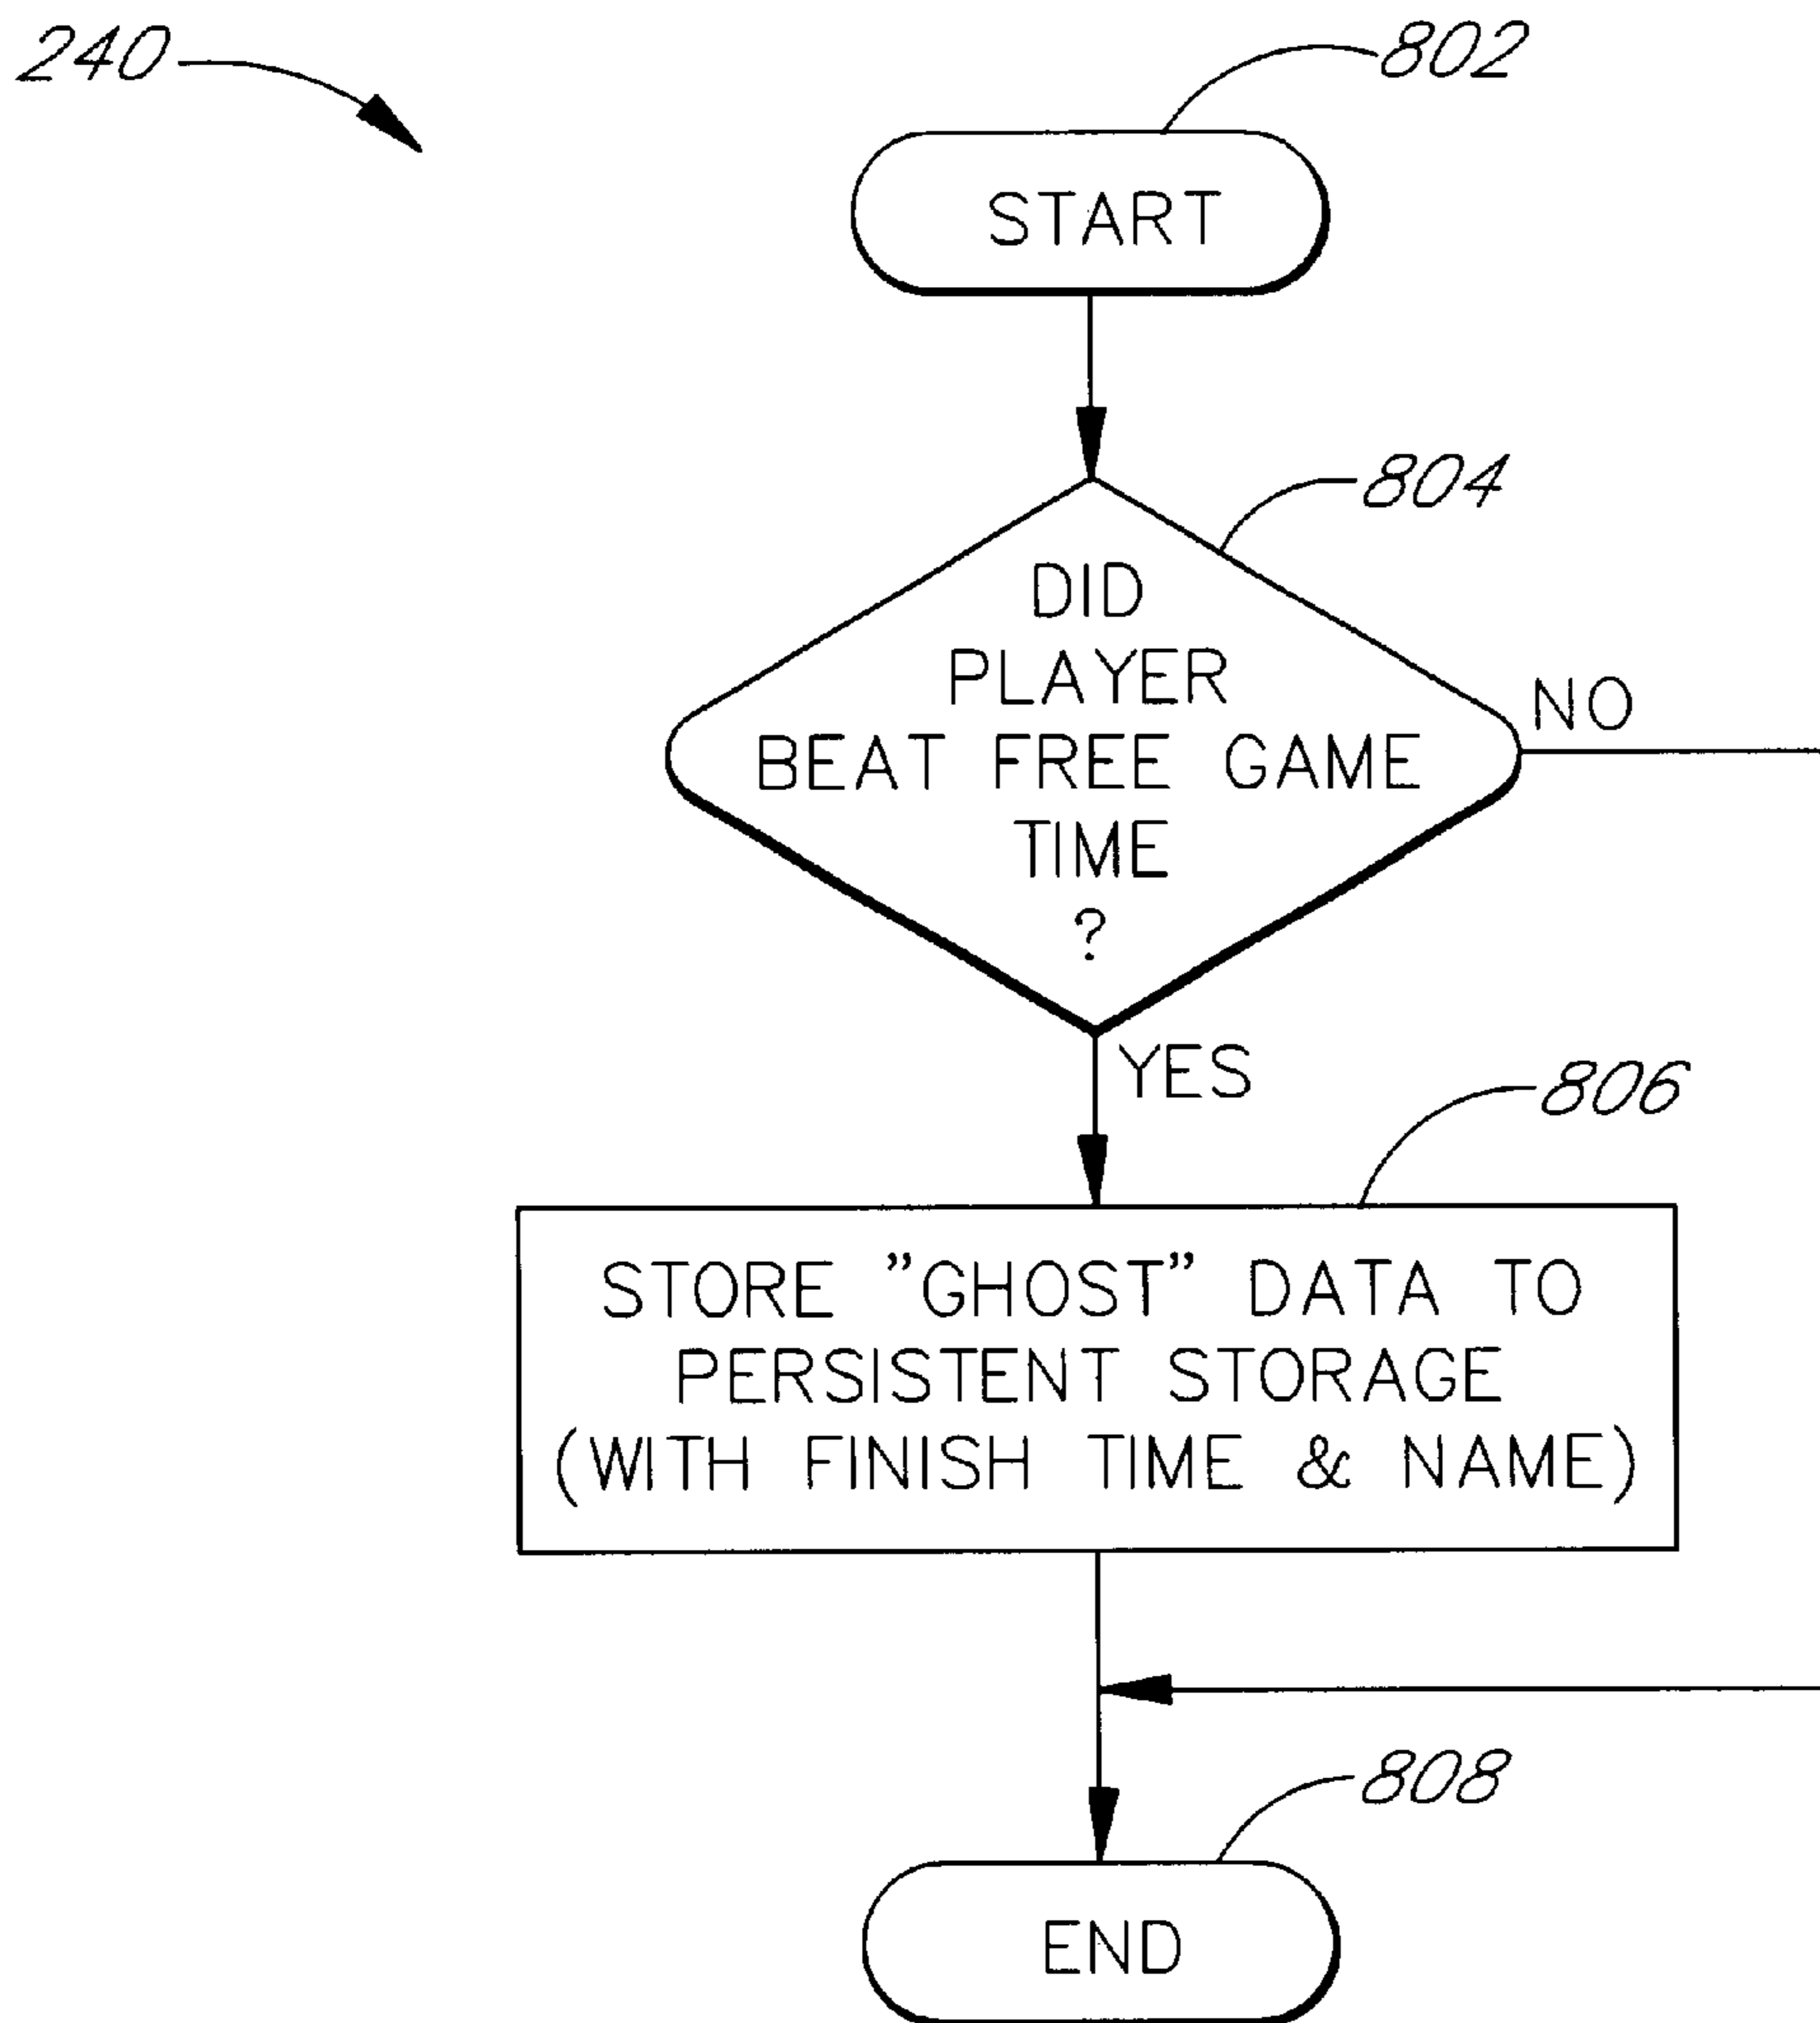 240
802
START
804
DID
PLAYER
BEAT FREE GAME
TIME
?
NO
YES
806
STORE ”GHOST” DATA TO
PERSISTENT STORAGE
(WITH FINISH TIME & NAME)
808
END